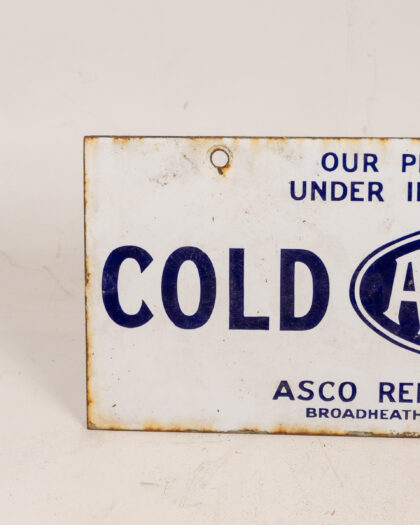 OUR P
UNDER I
COLD A
ASCO RE
BROADHEATH